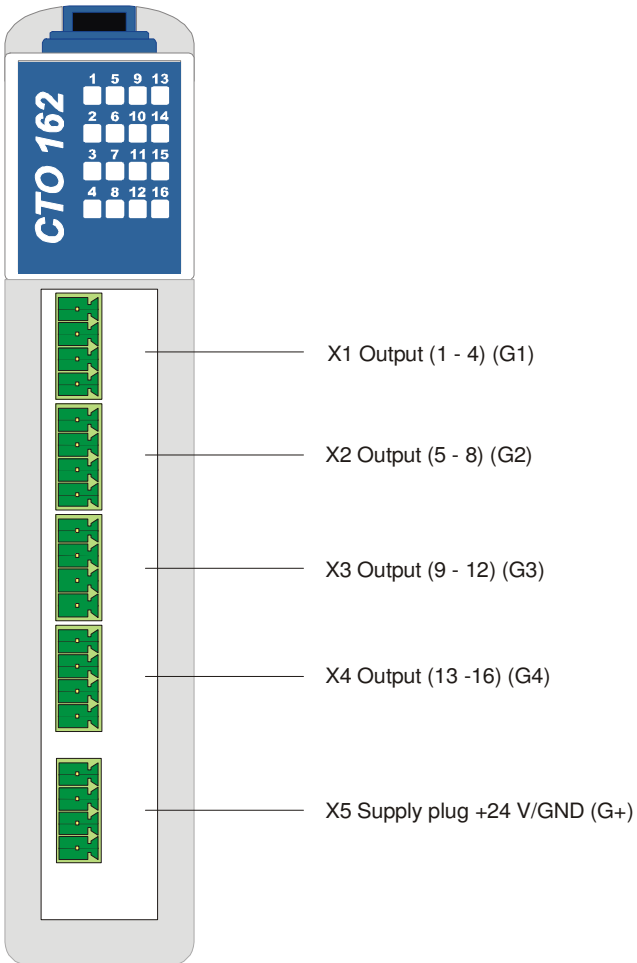 CTO 162
1 5 9 13
2 6 10 14
3 7 11 15
4 8 12 16
X1 Output (1 - 4) (G1)
X2 Output (5 - 8) (G2)
X3 Output (9 - 12) (G3)
X4 Output (13 -16) (G4)
X5 Supply plug +24 V/GND (G+)